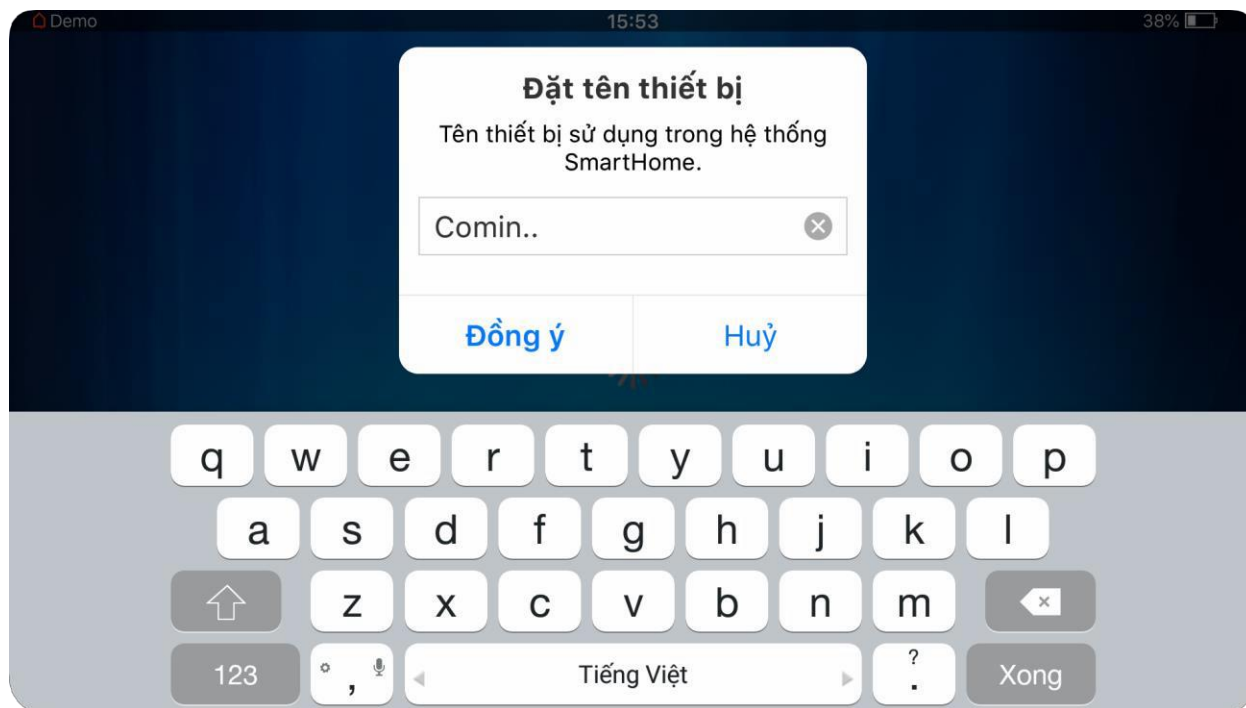 Demo
15:53
38%
Đặt tên thiết bị
Tên thiết bị sử dụng trong hệ thống
SmartHome.
Comin..
Đồng ý
Huỷ
q w e r t y u i o p
a s d f g h j k l
z x c v b n m
123 , Tiếng Việt ? . Xong